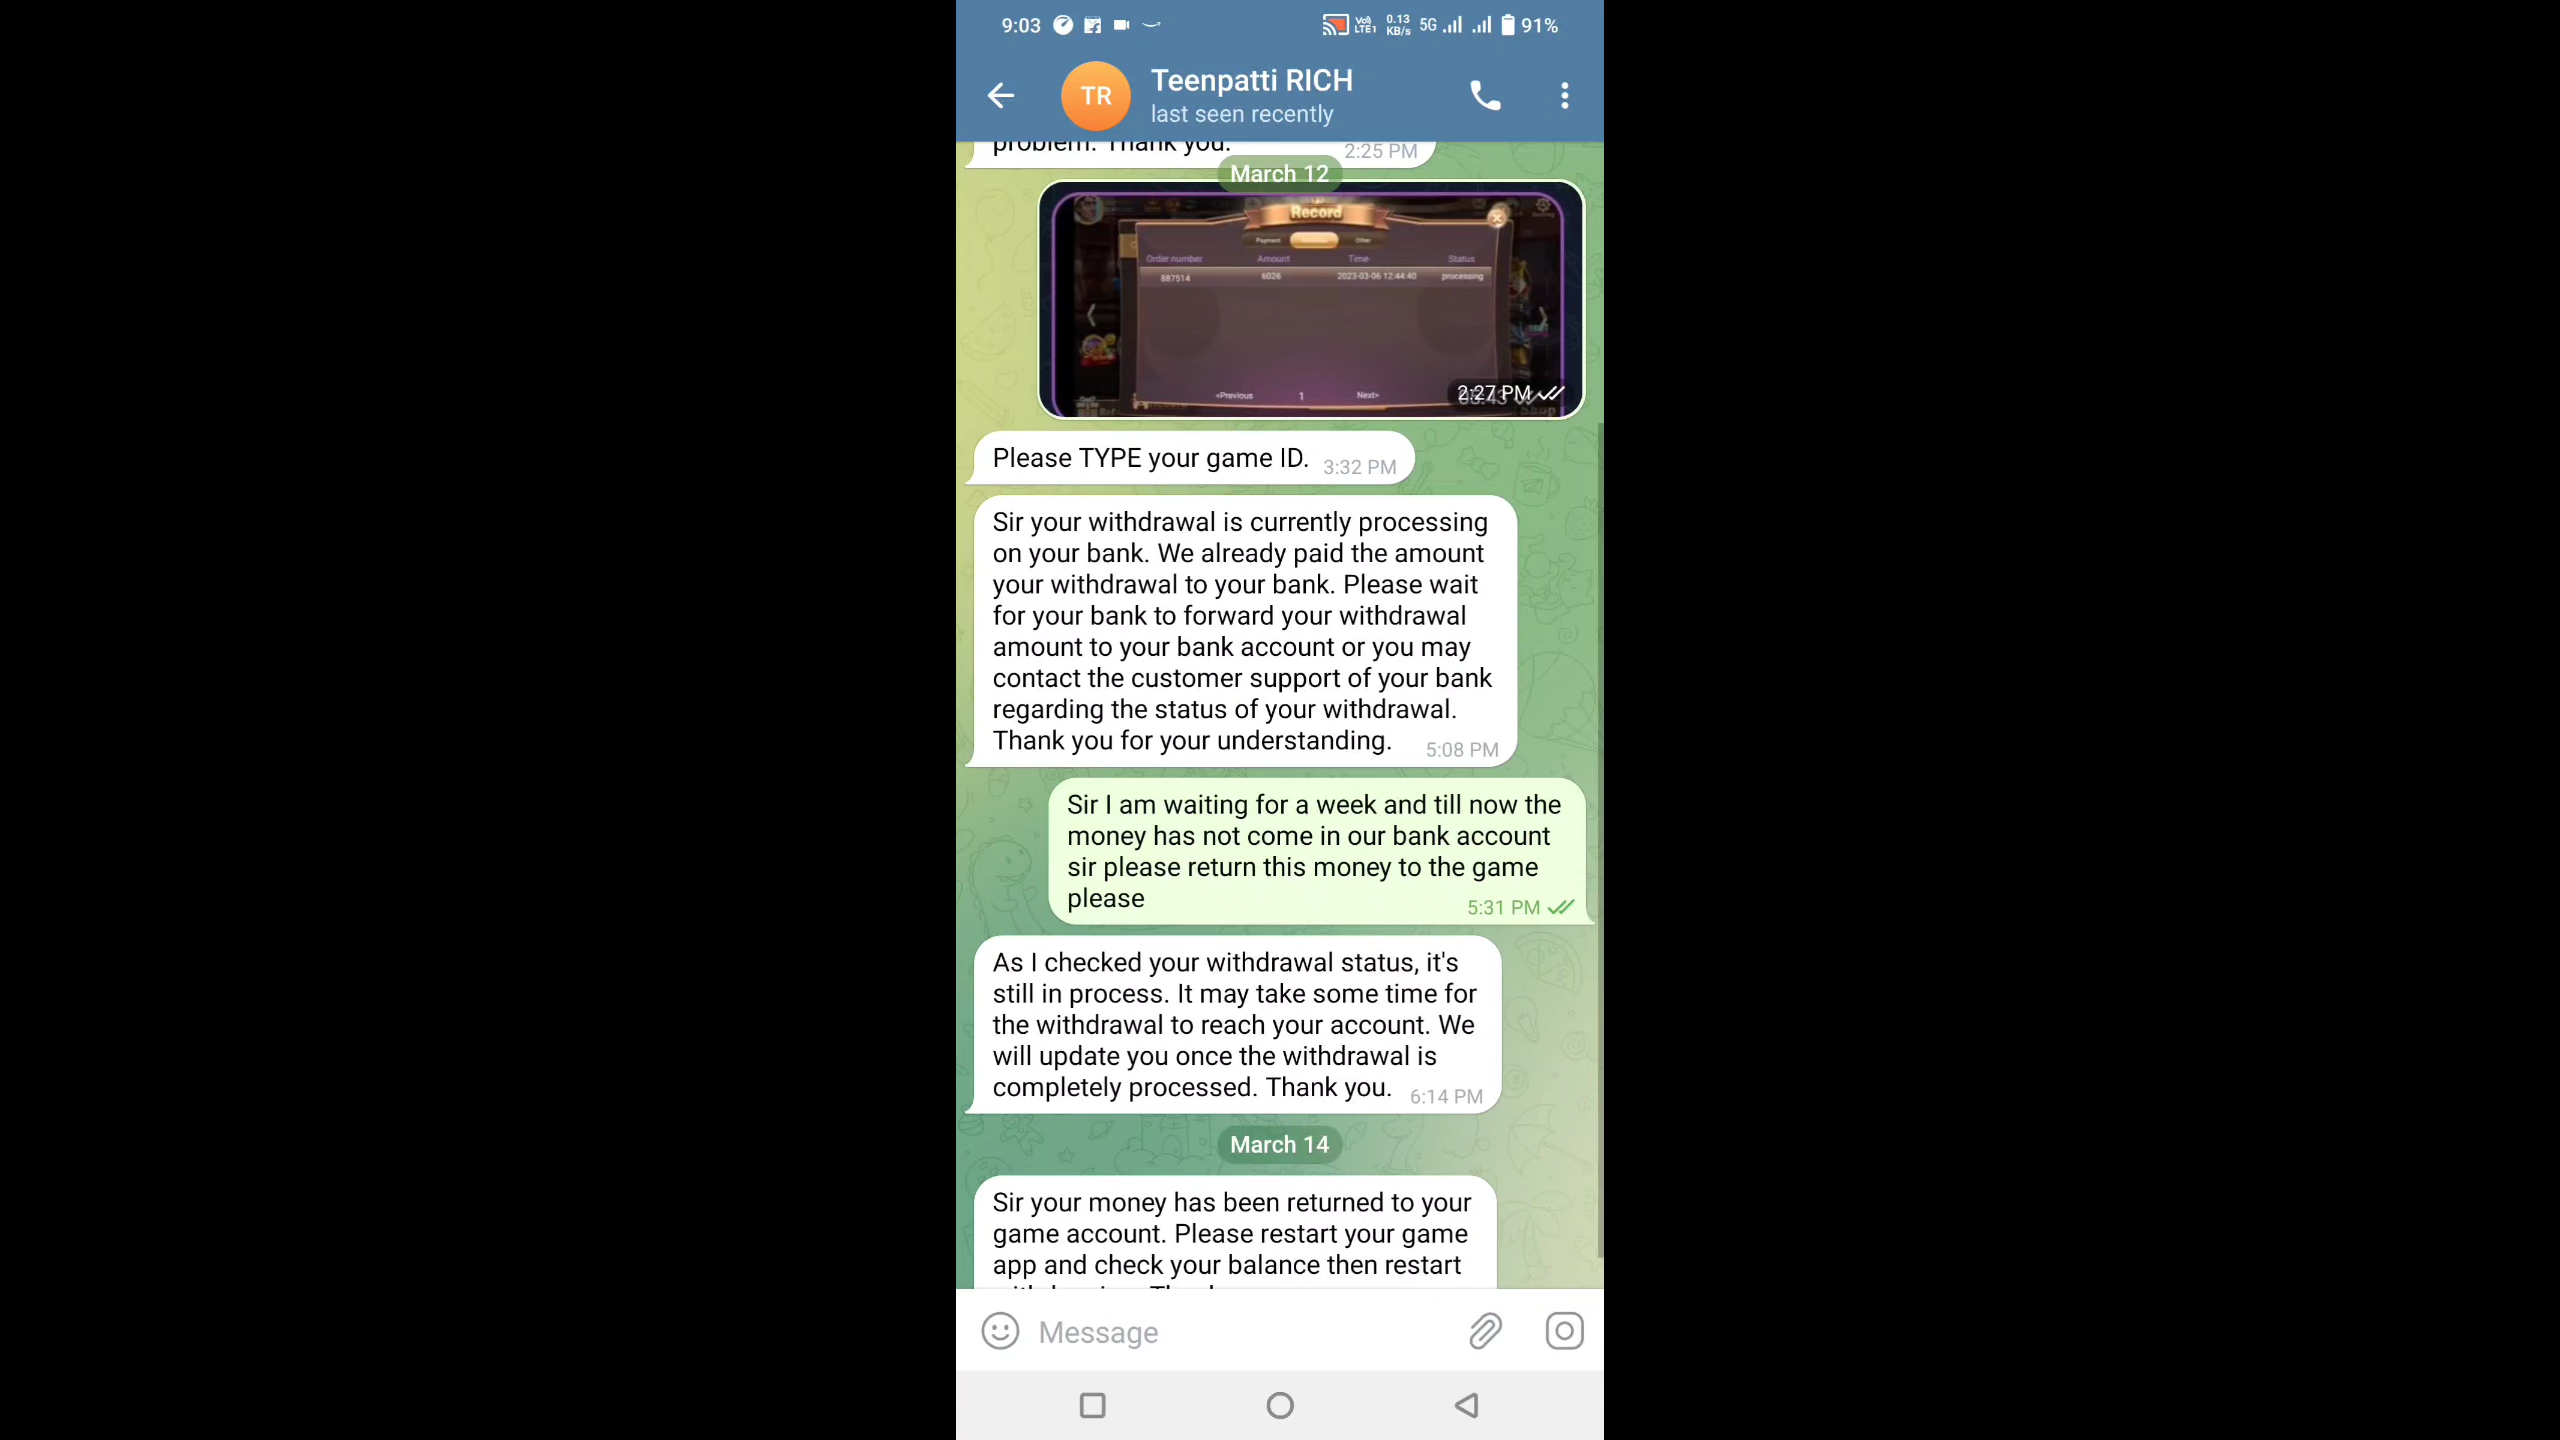 9:03
VoD LTE1 0.13 KB/s 5G 91%
TR
Teenpatti RICH
last seen recently
problem. Thank you. 2:25 PM
March 12
Record
Payment Other
Order number Amount Time Status
887514 6026 2023-03-06 12:44:40 processing
<Previous 1 Next>
2:27 PM
Shop
Please TYPE your game ID. 3:32 PM
Sir your withdrawal is currently processing
on your bank. We already paid the amount
your withdrawal to your bank. Please wait
for your bank to forward your withdrawal
amount to your bank account or you may
contact the customer support of your bank
regarding the status of your withdrawal.
Thank you for your understanding. 5:08 PM
Sir I am waiting for a week and till now the
money has not come in our bank account
sir please return this money to the game
please
5:31 PM
As I checked your withdrawal status, it's
still in process. It may take some time for
the withdrawal to reach your account. We
will update you once the withdrawal is
completely processed. Thank you. 6:14 PM
March 14
Sir your money has been returned to your
game account. Please restart your game
app and check your balance then restart
Message